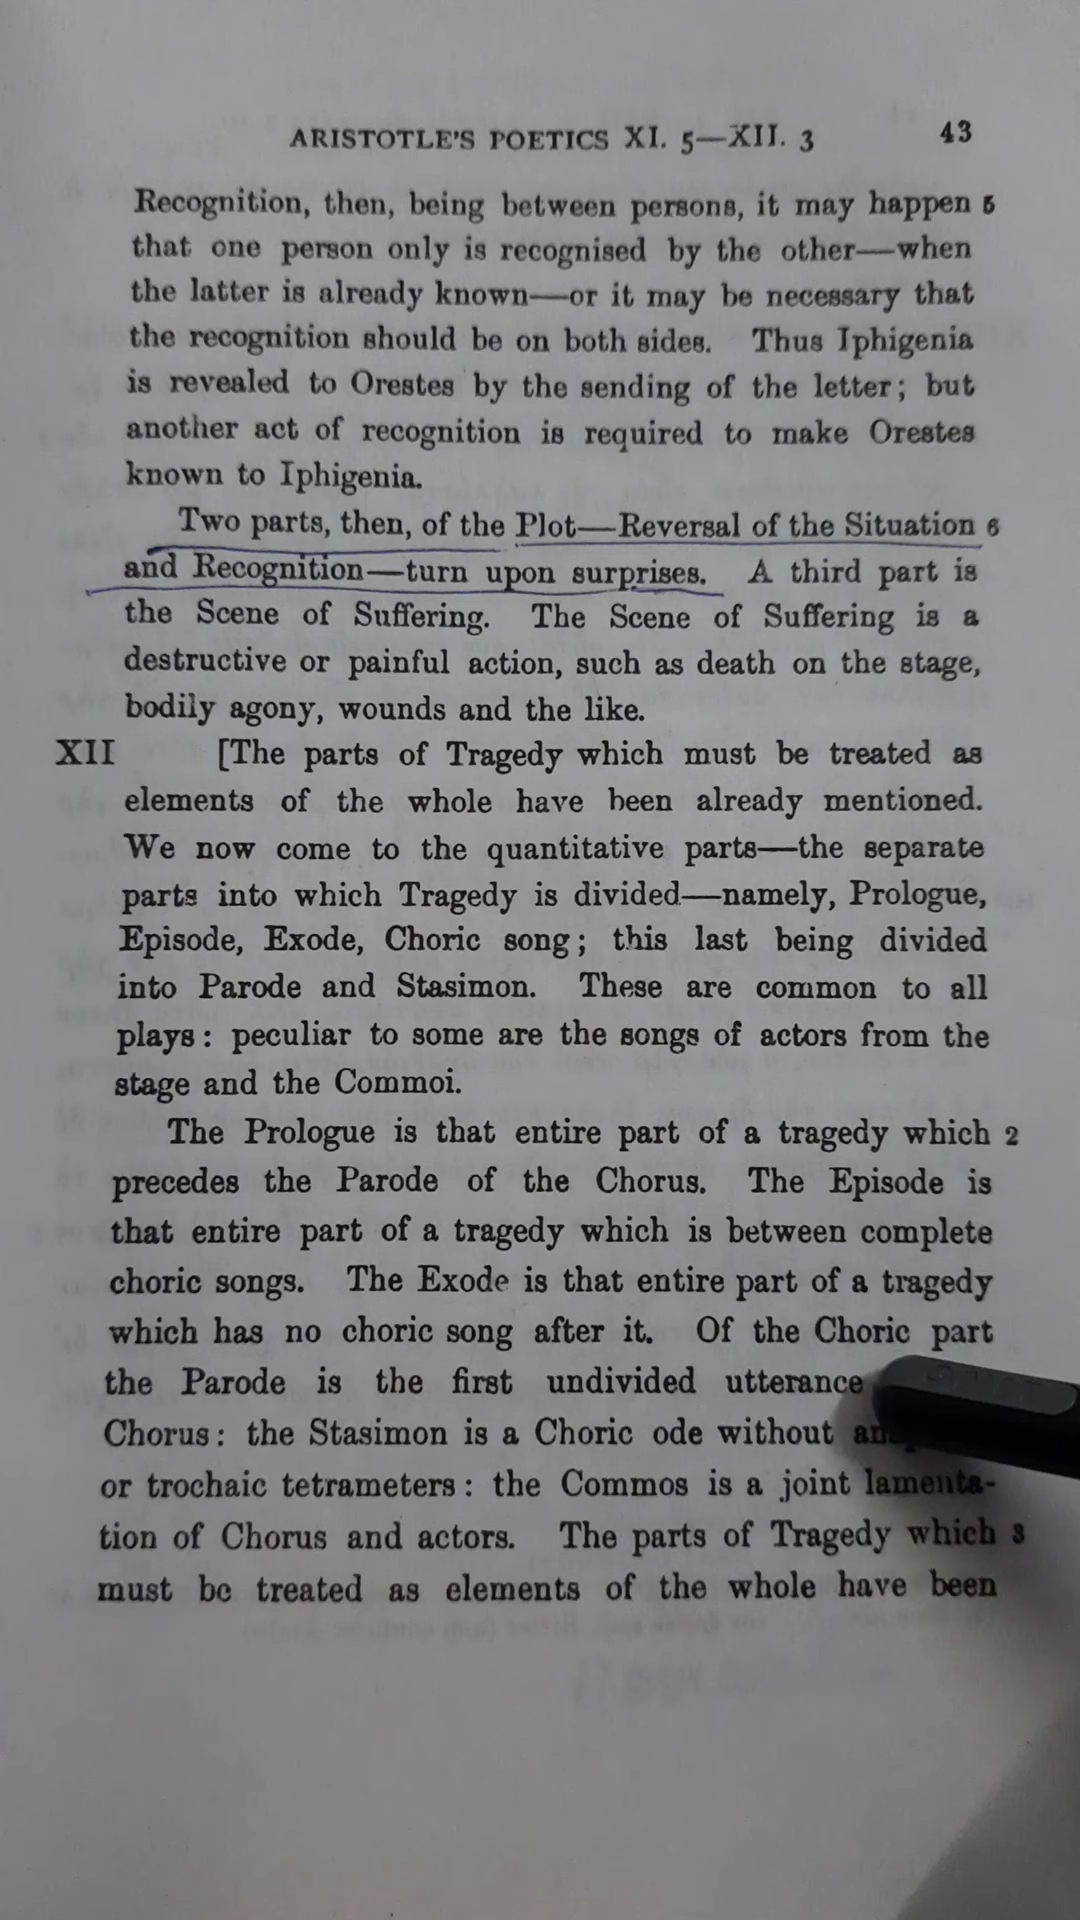 ARISTOTLE'S POETICS XI. 5—XII. 3 43
Recognition, then, being between persons, it may happen 5
that one person only is recognised by the other—when
the latter is already known—or it may be necessary that
the recognition should be on both sides. Thus Iphigenia
is revealed to Orestes by the sending of the letter; but
another act of recognition is required to make Orestes
known to Iphigenia.
Two parts, then, of the Plot—Reversal of the Situation 6
and Recognition—turn upon surprises. A third part is
the Scene of Suffering. The Scene of Suffering is a
destructive or painful action, such as death on the stage,
bodily agony, wounds and the like.
XII [The parts of Tragedy which must be treated as
elements of the whole have been already mentioned.
We now come to the quantitative parts—the separate
parts into which Tragedy is divided—namely, Prologue,
Episode, Exode, Choric song; this last being divided
into Parode and Stasimon. These are common to all
plays: peculiar to some are the songs of actors from the
stage and the Commoi.
The Prologue is that entire part of a tragedy which 2
precedes the Parode of the Chorus. The Episode is
that entire part of a tragedy which is between complete
choric songs. The Exode is that entire part of a tragedy
which has no choric song after it. Of the Choric part
the Parode is the first undivided utterance
Chorus: the Stasimon is a Choric ode without
or trochaic tetrameters: the Commos is a joint lamenta-
tion of Chorus and actors. The parts of Tragedy which 3
must be treated as elements of the whole have been